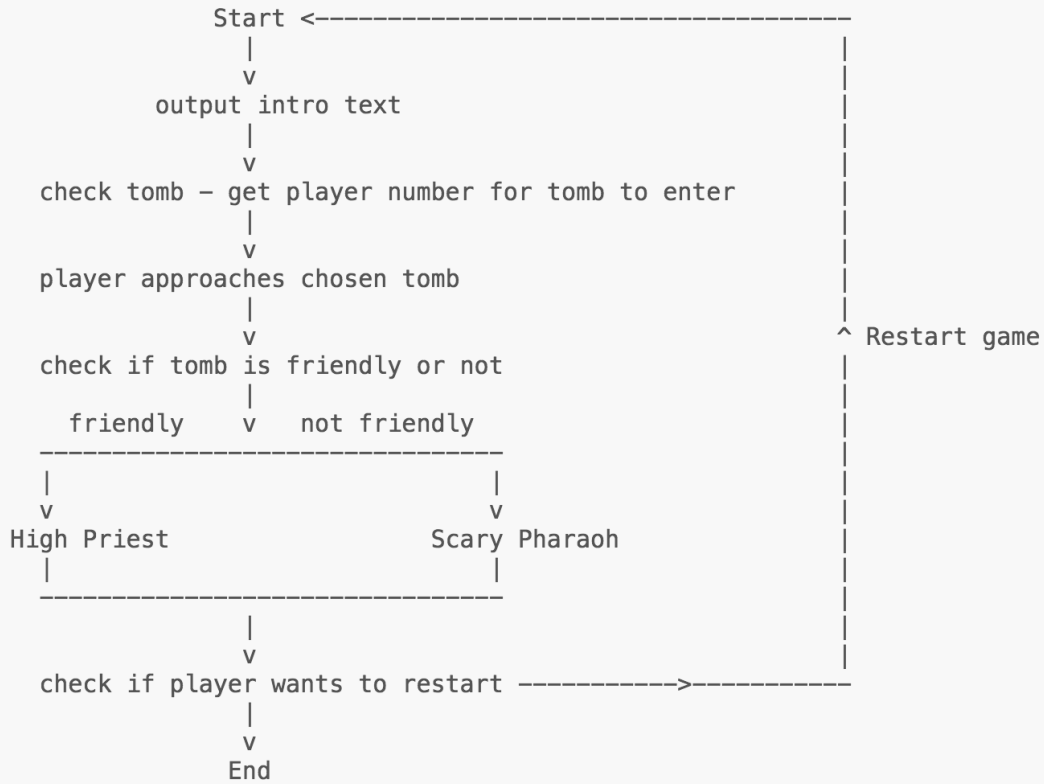 Start <-------------------------------------
|
v
output intro text
|
v
check tomb – get player number for tomb to enter
|
v
player approaches chosen tomb
|
v
^ Restart game
check if tomb is friendly or not
|
friendly v not friendly
--------------------------------
| |
v v
High Priest Scary Pharaoh
| |
--------------------------------
|
v
check if player wants to restart ----------->-----------
|
v
End